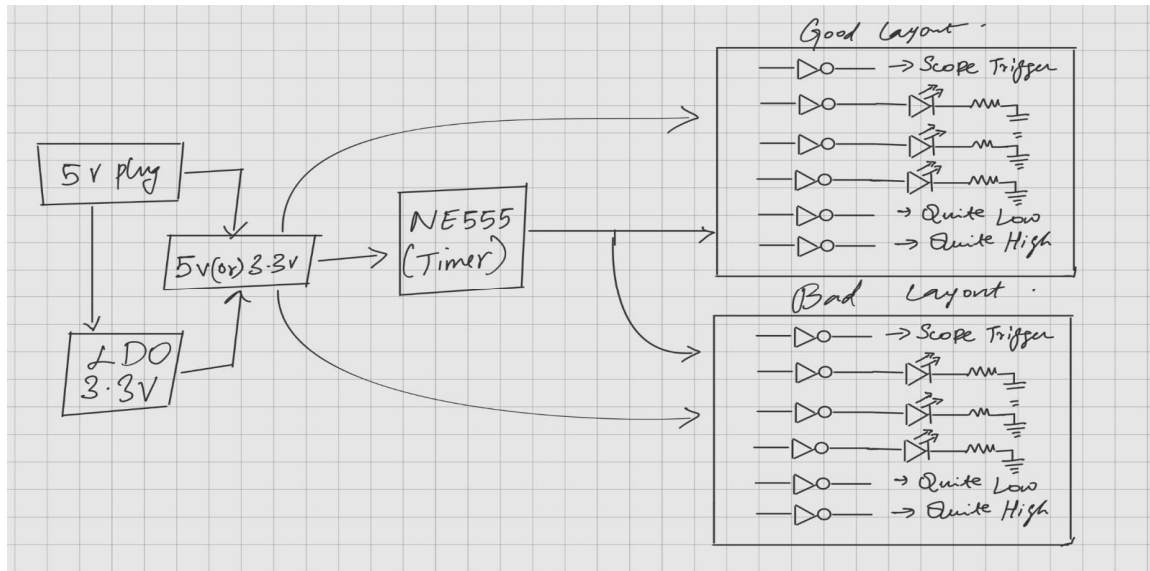 5v plug
5v(or)3.3v
LDO
3.3V
NE555
(Timer)
Good Layout.
→ Scope Trigger
→ Quite Low
→ Quite High
Bad Layout.
→ Scope Trigger
→ Quite Low
→ Quite High